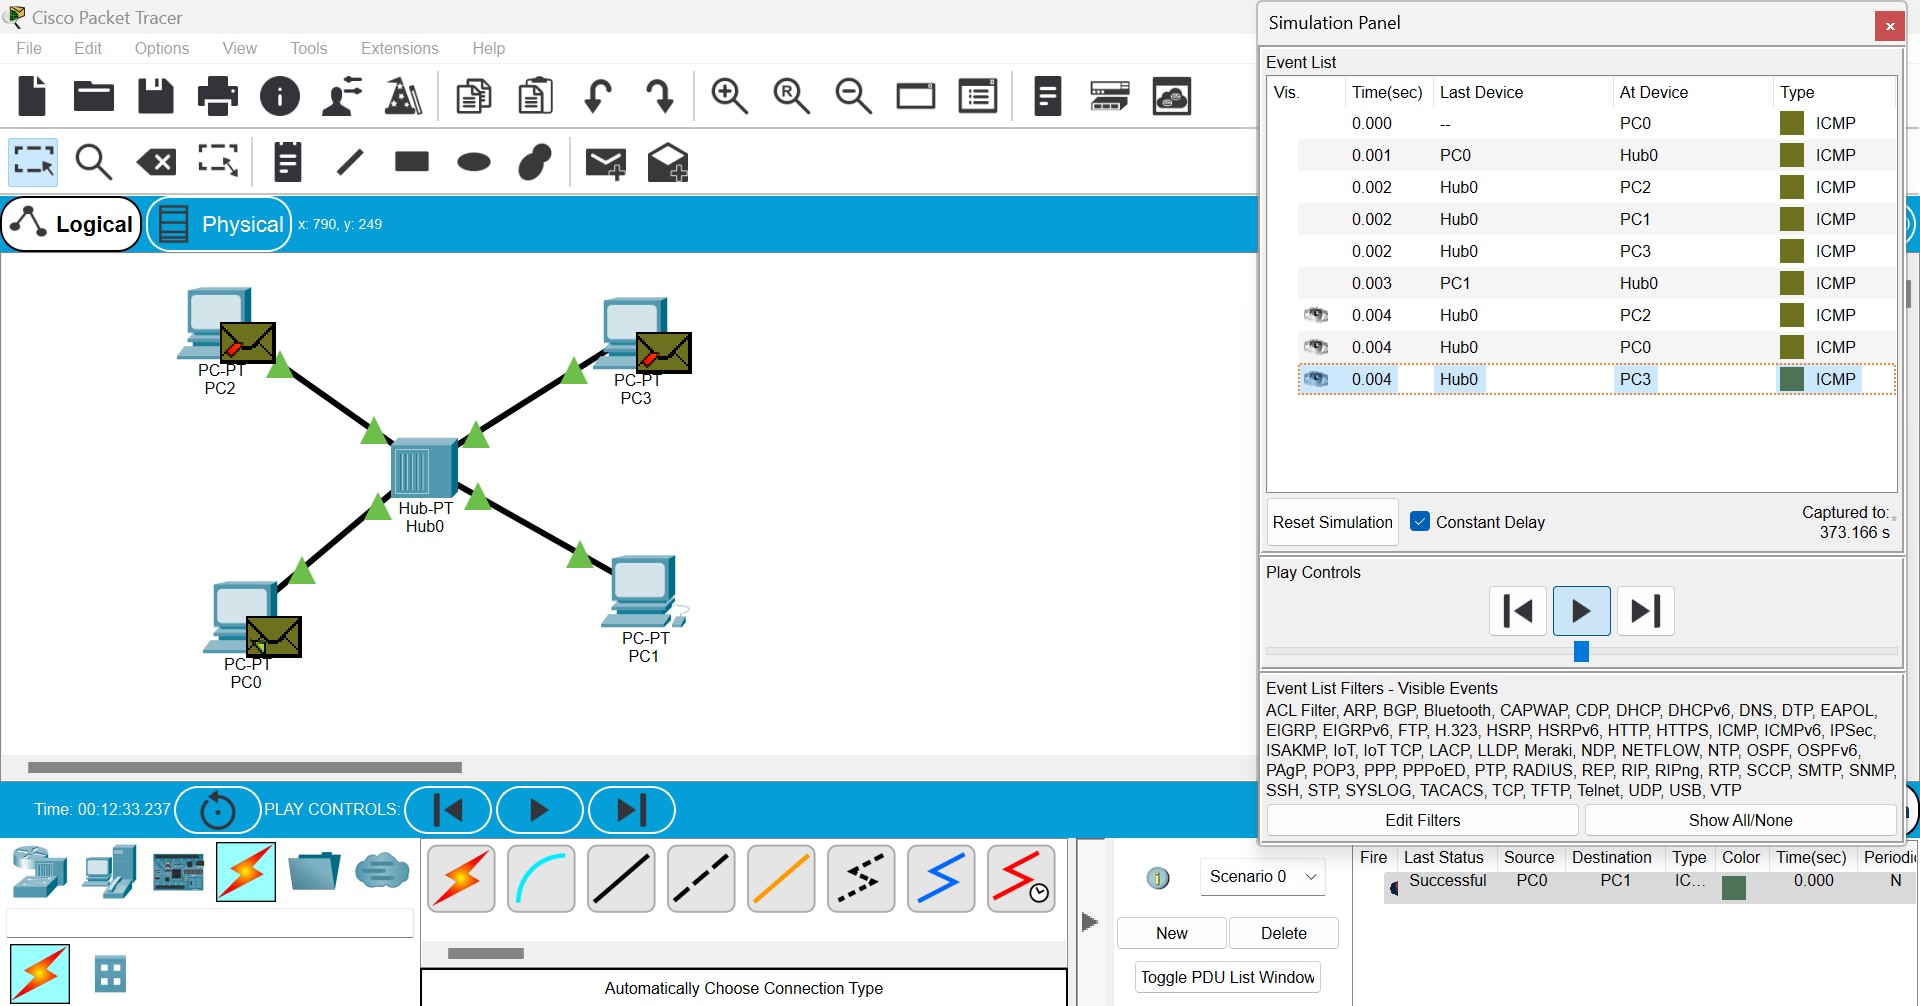 Cisco Packet Tracer
File Edit Options View Tools Extensions Help
Logical Physical x: 790, y: 249
PC-PT
PC2
PC-PT
PC3
Hub-PT
Hub0
PC-PT
PC0
PC-PT
PC1
Time: 00:12:33.237 PLAY CONTROLS:
Automatically Choose Connection Type
Scenario 0
New Delete
Toggle PDU List Window
Fire Last Status Source Destination Type Color Time(sec) Periodic
Successful PC0 PC1 IC... 0.000 N
Simulation Panel
Event List
Vis. Time(sec) Last Device At Device Type
0.000 -- PC0 ICMP
0.001 PC0 Hub0 ICMP
0.002 Hub0 PC2 ICMP
0.002 Hub0 PC1 ICMP
0.002 Hub0 PC3 ICMP
0.003 PC1 Hub0 ICMP
0.004 Hub0 PC2 ICMP
0.004 Hub0 PC0 ICMP
0.004 Hub0 PC3 ICMP
Reset Simulation Constant Delay Captured to: *
373.166 s
Play Controls
Event List Filters - Visible Events
ACL Filter, ARP, BGP, Bluetooth, CAPWAP, CDP, DHCP, DHCPv6, DNS, DTP, EAPOL,
EIGRP, EIGRPv6, FTP, H.323, HSRP, HSRPv6, HTTP, HTTPS, ICMP, ICMPv6, IPSec,
ISAKMP, IoT, IoT TCP, LACP, LLDP, Meraki, NDP, NETFLOW, NTP, OSPF, OSPFv6,
PAgP, POP3, PPP, PPPoED, PTP, RADIUS, REP, RIP, RIPng, RTP, SCCP, SMTP, SNMP,
SSH, STP, SYSLOG, TACACS, TCP, TFTP, Telnet, UDP, USB, VTP
Edit Filters Show All/None